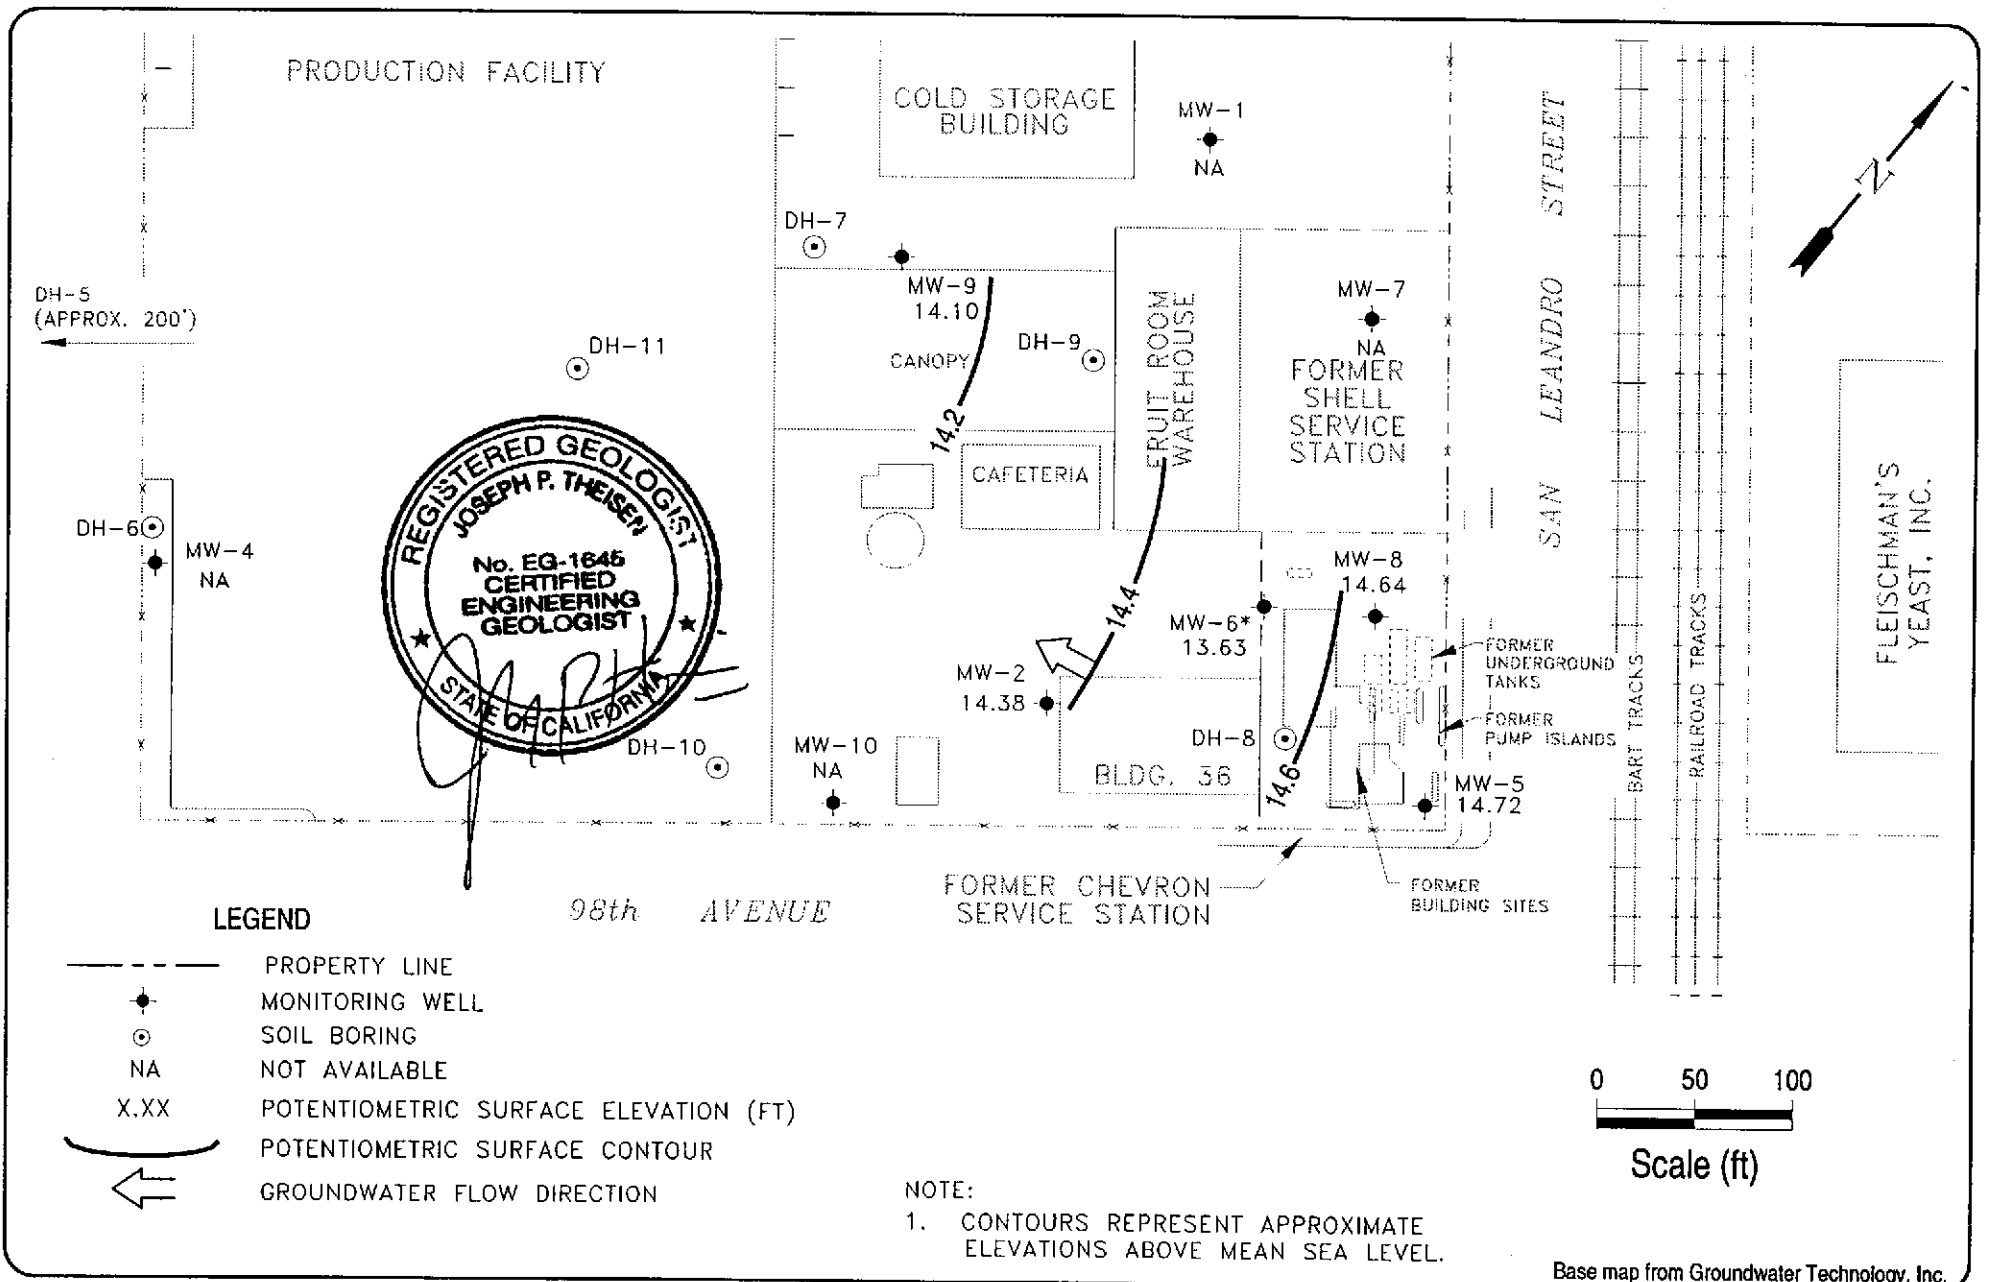 PRODUCTION FACILITY
COLD STORAGE
BUILDING
MW-1
NA
SAN LEANDRO STREET
N
DH-7
MW-9
14.10
DH-5
(APPROX. 200')
DH-11
CANOPY
DH-9
FRUIT ROOM
WAREHOUSE
MW-7
NA
FORMER
SHELL
SERVICE
STATION
14.2
CAFETERIA
FLEISCHMAN'S
YEAST, INC.
REGISTERED GEOLOGIST
JOSEPH P. THEISEN
No. EG-1645
CERTIFIED
ENGINEERING
GEOLOGIST
STATE OF CALIFORNIA
DH-6
MW-4
NA
MW-8
14.64
14.4
MW-6*
13.63
FORMER
UNDERGROUND
TANKS
MW-2
14.38
FORMER
PUMP ISLANDS
BART TRACKS
RAILROAD TRACKS
DH-10
MW-10
NA
DH-8
BLDG. 36
14.6
MW-5
14.72
FORMER CHEVRON
SERVICE STATION
FORMER
BUILDING SITES
98th AVENUE
LEGEND
PROPERTY LINE
MONITORING WELL
SOIL BORING
NA NOT AVAILABLE
X.XX POTENTIOMETRIC SURFACE ELEVATION (FT)
POTENTIOMETRIC SURFACE CONTOUR
GROUNDWATER FLOW DIRECTION
0 50 100
Scale (ft)
NOTE:
1. CONTOURS REPRESENT APPROXIMATE
ELEVATIONS ABOVE MEAN SEA LEVEL.
Base map from Groundwater Technology, Inc.